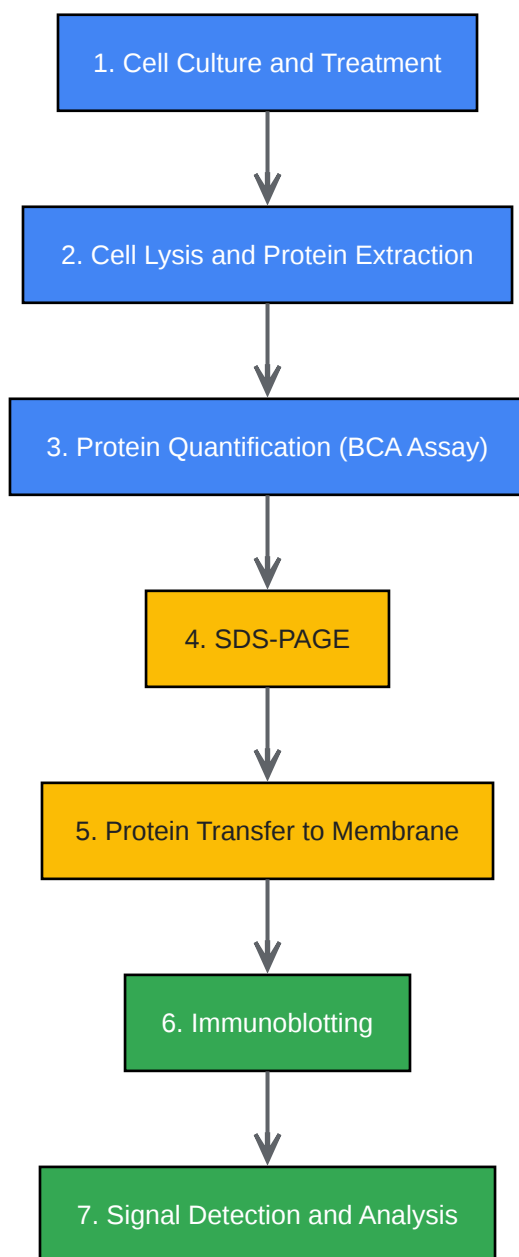 1. Cell Culture and Treatment
2. Cell Lysis and Protein Extraction
3. Protein Quantification (BCA Assay)
4. SDS-PAGE
5. Protein Transfer to Membrane
6. Immunoblotting
7. Signal Detection and Analysis